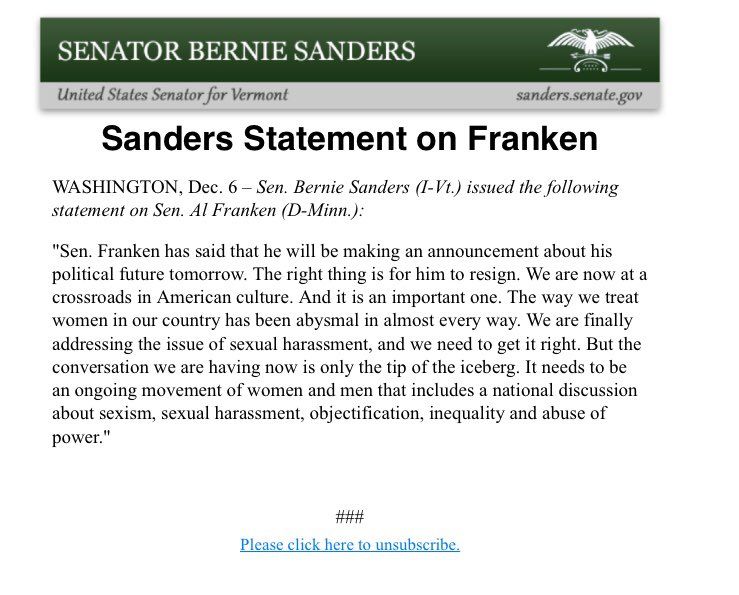 SENATOR BERNIE SANDERS
United States Senator for Vermont
sanders.senate.gov
Sanders Statement on Franken
WASHINGTON, Dec. 6 – Sen. Bernie Sanders (I-Vt.) issued the following
statement on Sen. Al Franken (D-Minn.):
"Sen. Franken has said that he will be making an announcement about his
political future tomorrow. The right thing is for him to resign. We are now at a
crossroads in American culture. And it is an important one. The way we treat
women in our country has been abysmal in almost every way. We are finally
addressing the issue of sexual harassment, and we need to get it right. But the
conversation we are having now is only the tip of the iceberg. It needs to be
an ongoing movement of women and men that includes a national discussion
about sexism, sexual harassment, objectification, inequality and abuse of
power."
###
Please click here to unsubscribe.